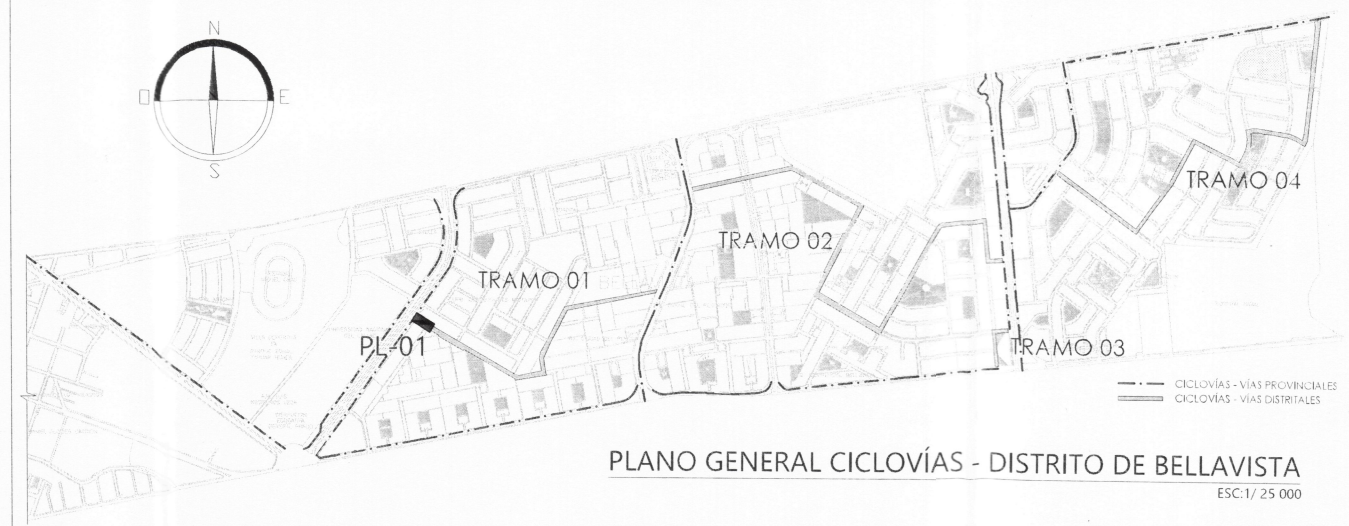 N
O E
S
TRAMO 04
TRAMO 02
TRAMO 01
PL-01
TRAMO 03
CICLOVÍAS - VÍAS PROVINCIALES
CICLOVÍAS - VÍAS DISTRITALES
PLANO GENERAL CICLOVÍAS - DISTRITO DE BELLAVISTA
ESC:1/ 25 000